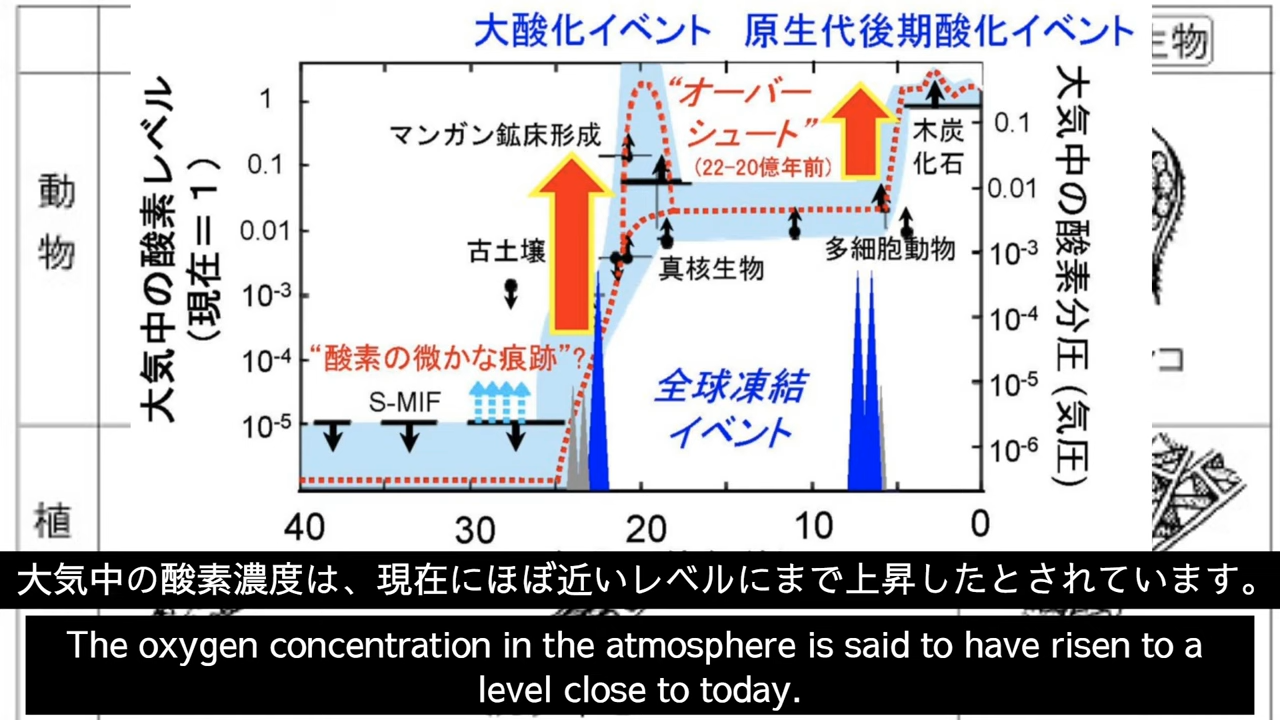 大酸化イベント 原生代後期酸化イベント
生物
動物
植
コ
大気中の酸素レベル
(現在=1)
1
0.1
0.01
10-3
10-4
10-5
マンガン鉱床形成
“オーバー
シュート”
(22-20億年前)
木炭
化石
古土壌
真核生物
多細胞動物
“酸素の微かな痕跡”?
S-MIF
全球凍結
イベント
0.1
0.01
10-3
10-4
10-5
10-6
大気中の酸素分圧(気圧)
40 30 20 10 0
大気中の酸素濃度は、現在にほぼ近いレベルにまで上昇したとされています。
The oxygen concentration in the atmosphere is said to have risen to a
level close to today.